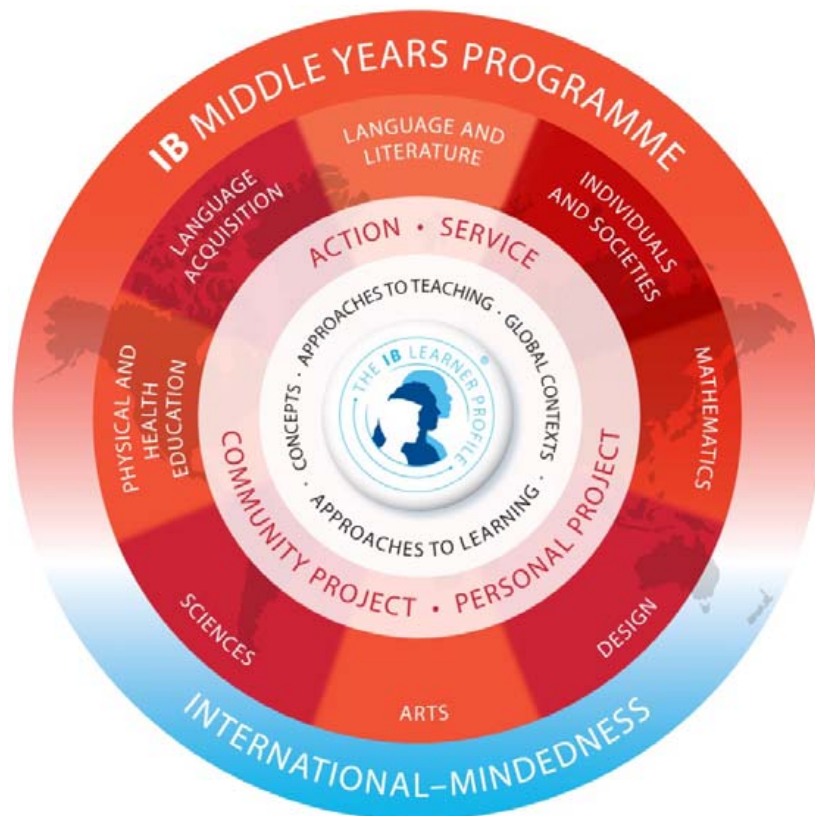 IB MIDDLE YEARS PROGRAMME
LANGUAGE AND
LITERATURE
INDIVIDUALS
AND SOCIETIES
MATHEMATICS
DESIGN
ARTS
SCIENCES
PHYSICAL AND
HEALTH
EDUCATION
LANGUAGE
ACQUISITION
ACTION • SERVICE
COMMUNITY PROJECT • PERSONAL PROJECT
APPROACHES TO TEACHING · GLOBAL CONTEXTS ·
APPROACHES TO LEARNING · CONCEPTS ·
• THE IB LEARNER PROFILE • ®
INTERNATIONAL–MINDEDNESS